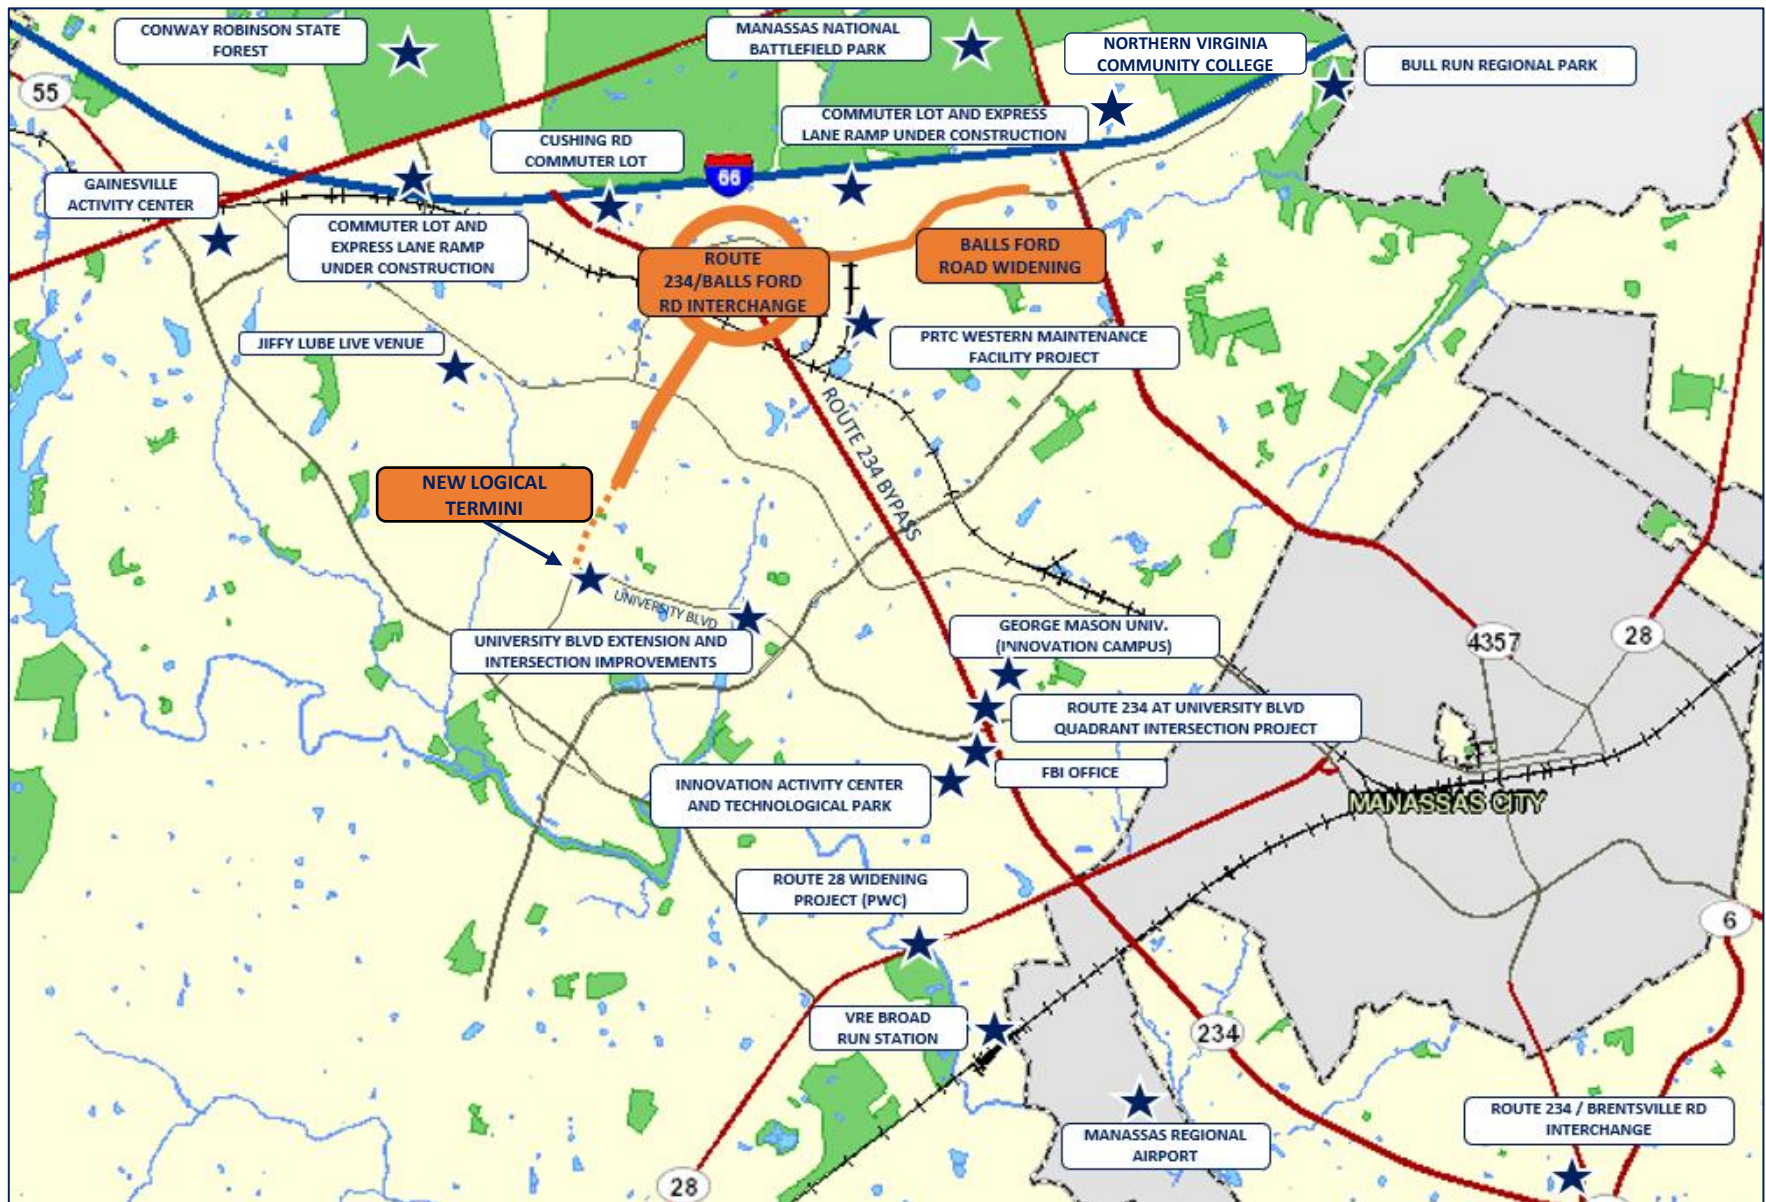 CONWAY ROBINSON STATE
FOREST
MANASSAS NATIONAL
BATTLEFIELD PARK
NORTHERN VIRGINIA
COMMUNITY COLLEGE
BULL RUN REGIONAL PARK
55
COMMUTER LOT AND EXPRESS
LANE RAMP UNDER CONSTRUCTION
CUSHING RD
COMMUTER LOT
66
GAINESVILLE
ACTIVITY CENTER
COMMUTER LOT AND
EXPRESS LANE RAMP
UNDER CONSTRUCTION
ROUTE
234/BALLS FORD
RD INTERCHANGE
BALLS FORD
ROAD WIDENING
JIFFY LUBE LIVE VENUE
PRTC WESTERN MAINTENANCE
FACILITY PROJECT
ROUTE 234 BYPASS
NEW LOGICAL
TERMINI
UNIVERSITY BLVD
UNIVERSITY BLVD EXTENSION AND
INTERSECTION IMPROVEMENTS
GEORGE MASON UNIV.
(INNOVATION CAMPUS)
4357
28
ROUTE 234 AT UNIVERSITY BLVD
QUADRANT INTERSECTION PROJECT
FBI OFFICE
INNOVATION ACTIVITY CENTER
AND TECHNOLOGICAL PARK
MANASSAS CITY
ROUTE 28 WIDENING
PROJECT (PWC)
6
VRE BROAD
RUN STATION
234
MANASSAS REGIONAL
AIRPORT
ROUTE 234 / BRENTSVILLE RD
INTERCHANGE
28